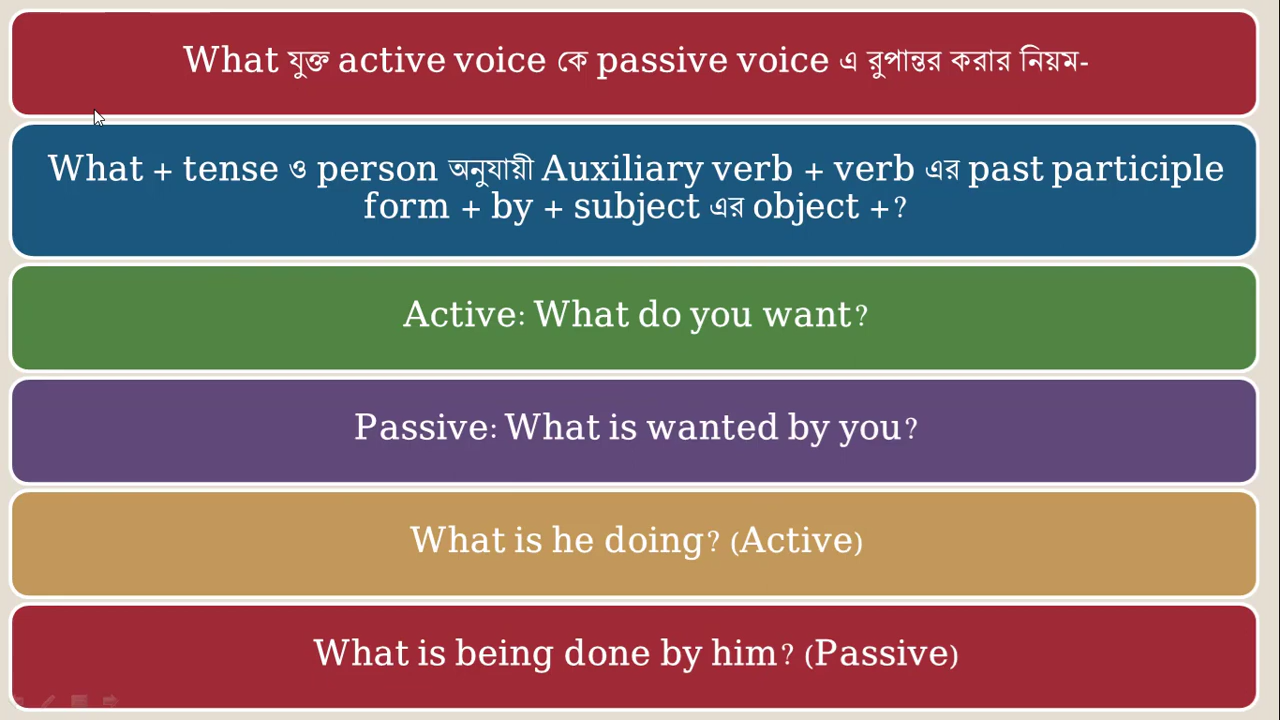 What যুক্ত active voice কে passive voice এ রুপান্তর করার নিয়ম-
What + tense ও person অনুযায়ী Auxiliary verb + verb এর past participle
form + by + subject এর object +?
Active: What do you want?
Passive: What is wanted by you?
What is he doing? (Active)
What is being done by him? (Passive)